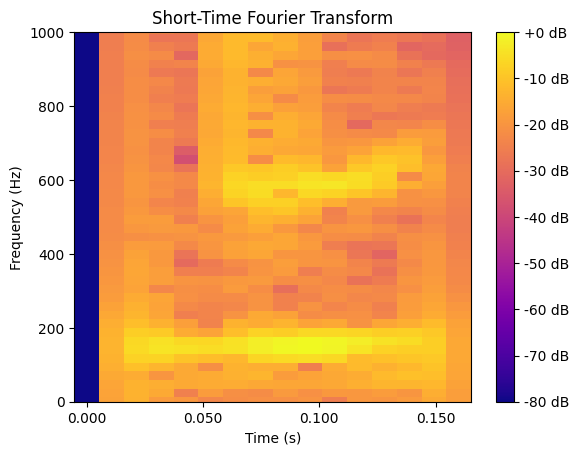 Short-Time Fourier Transform
1000
800
600
400
200
0
Frequency (Hz)
0.000
0.050
0.100
0.150
Time (s)
+0 dB
-10 dB
-20 dB
-30 dB
-40 dB
-50 dB
-60 dB
-70 dB
-80 dB